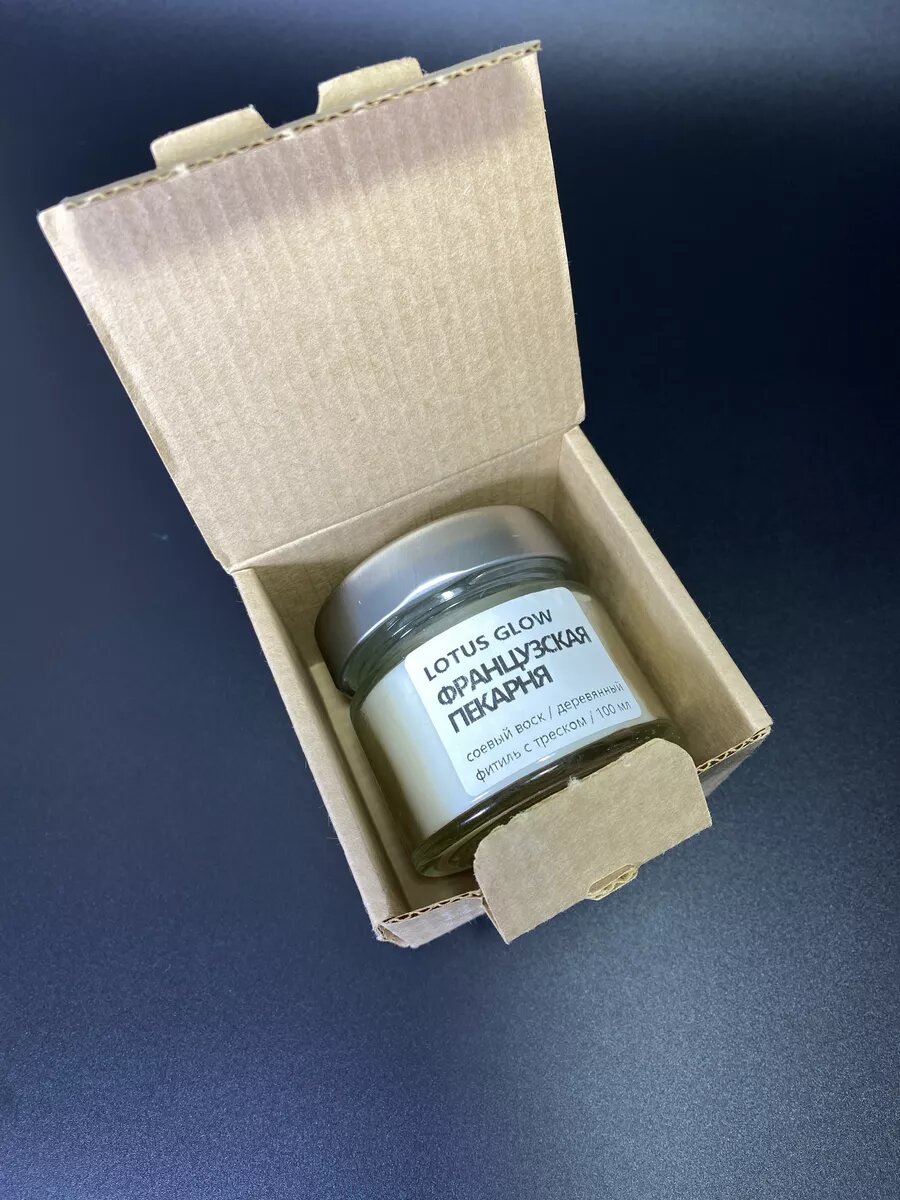 LOTUS GLOW
ФРАНЦУЗСКАЯ
ПЕКАРНЯ
соевый воск / деревянный
фитиль с треском / 100 мл